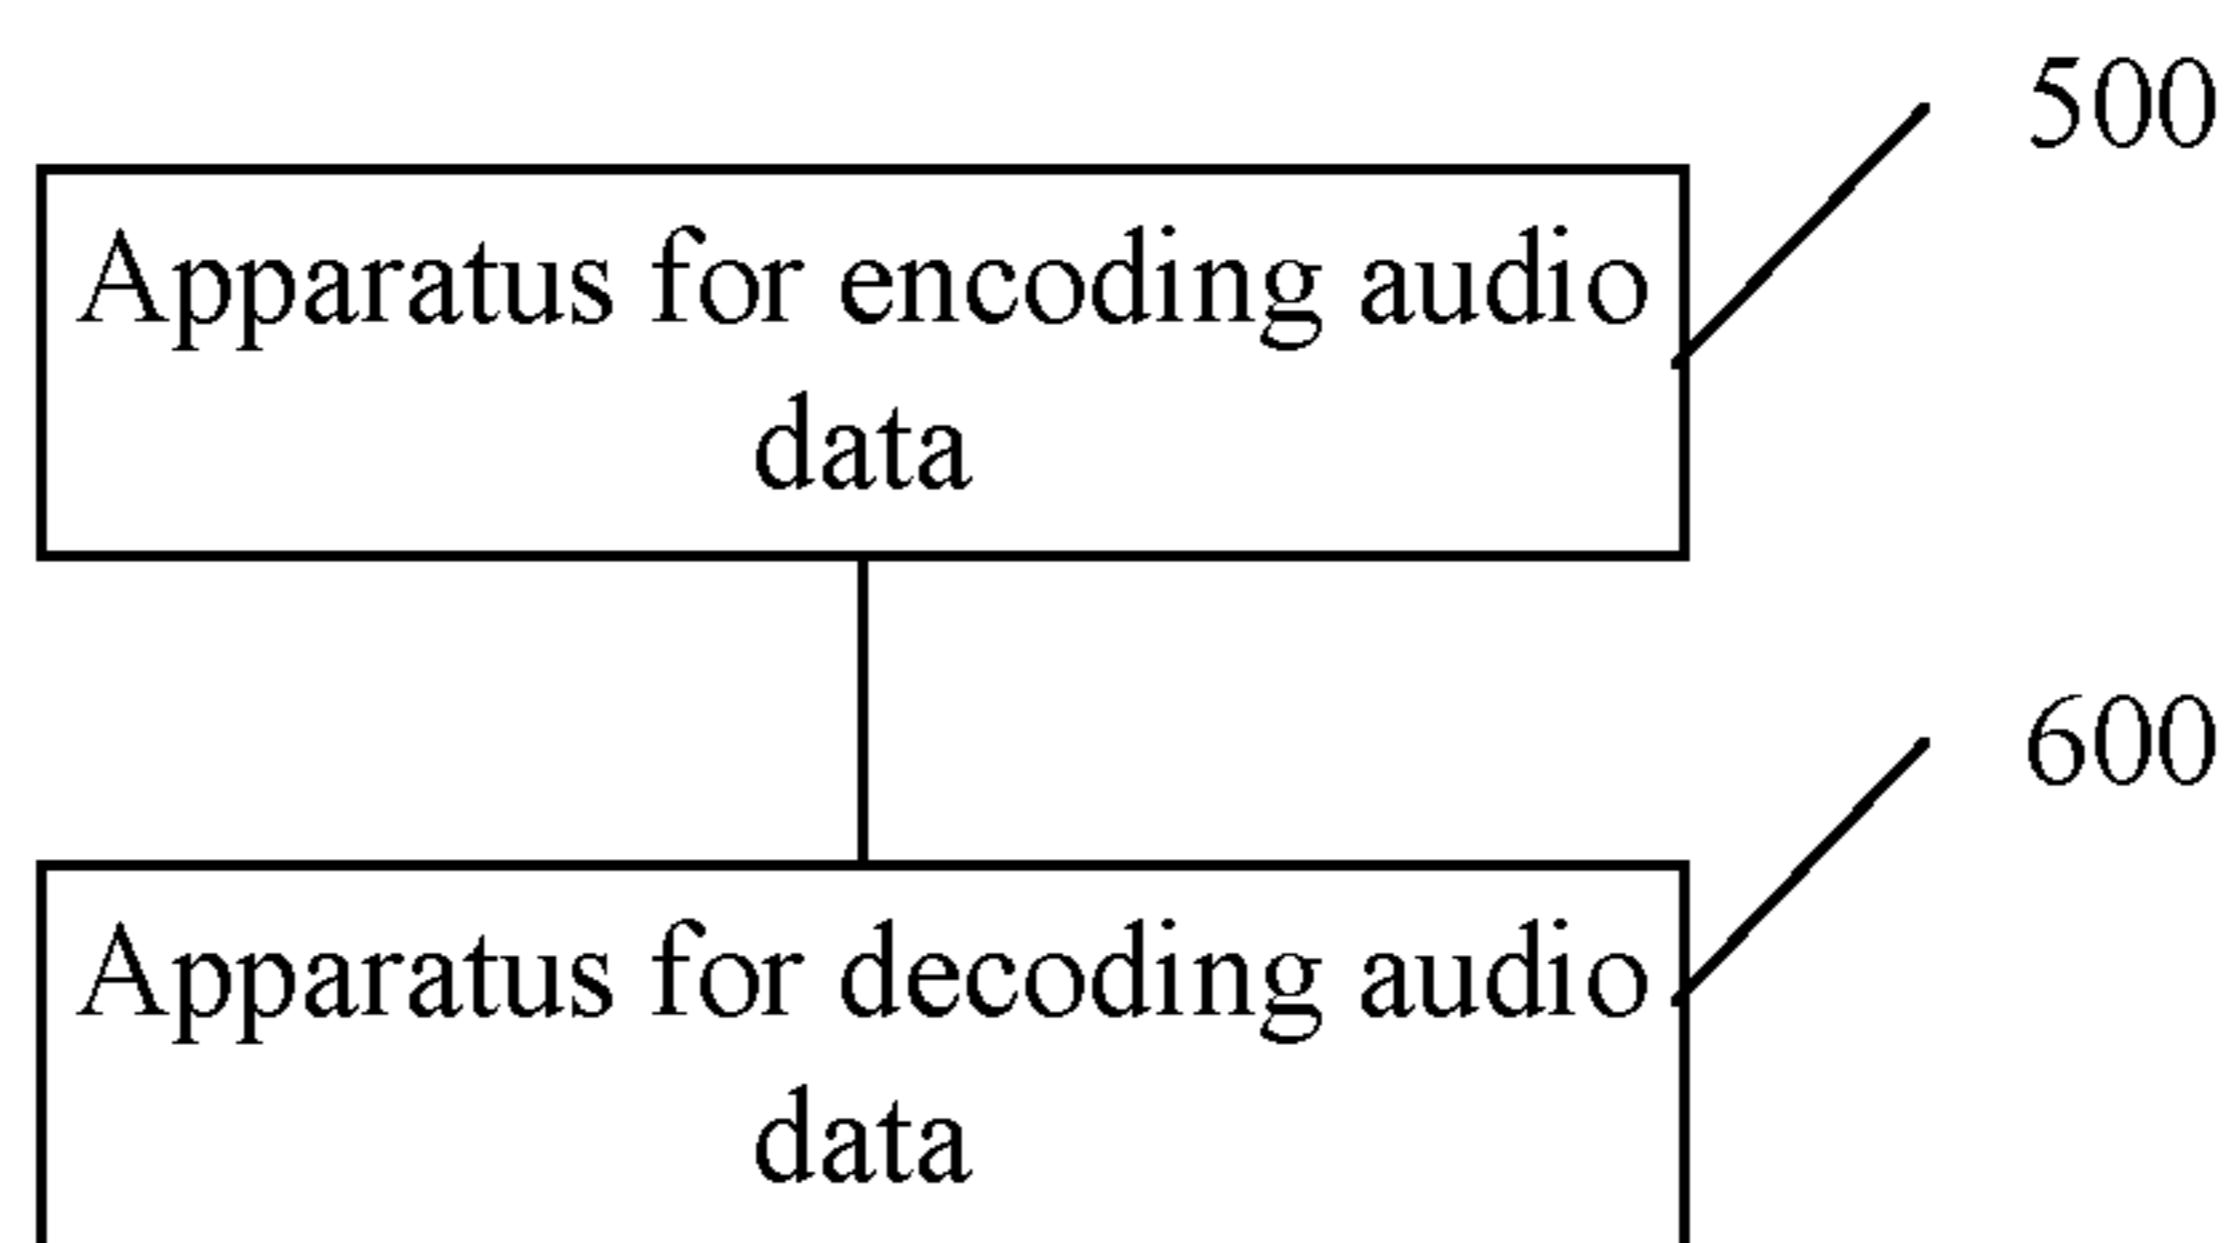 500
Apparatus for encoding audio
data
600
Apparatus for decoding audio
data